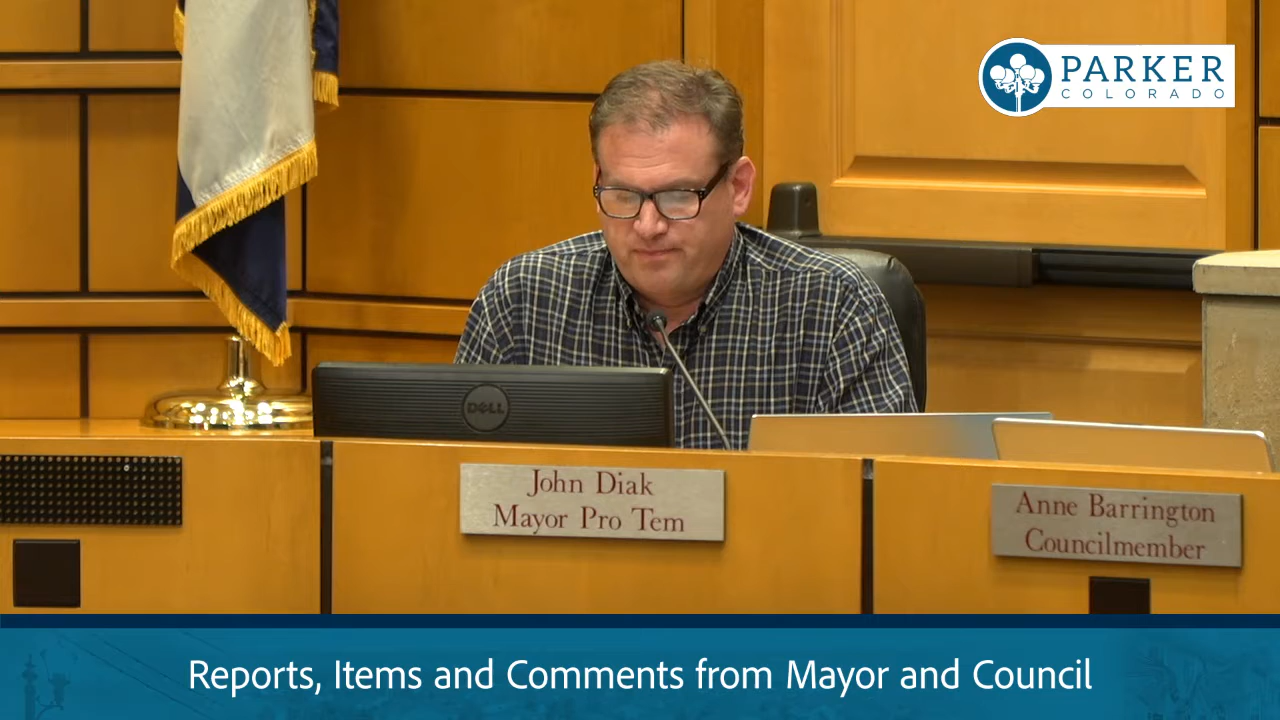 PARKER
COLORADO
DELL
John Diak
Mayor Pro Tem
Anne Barrington
Councilmember
Reports, Items and Comments from Mayor and Council